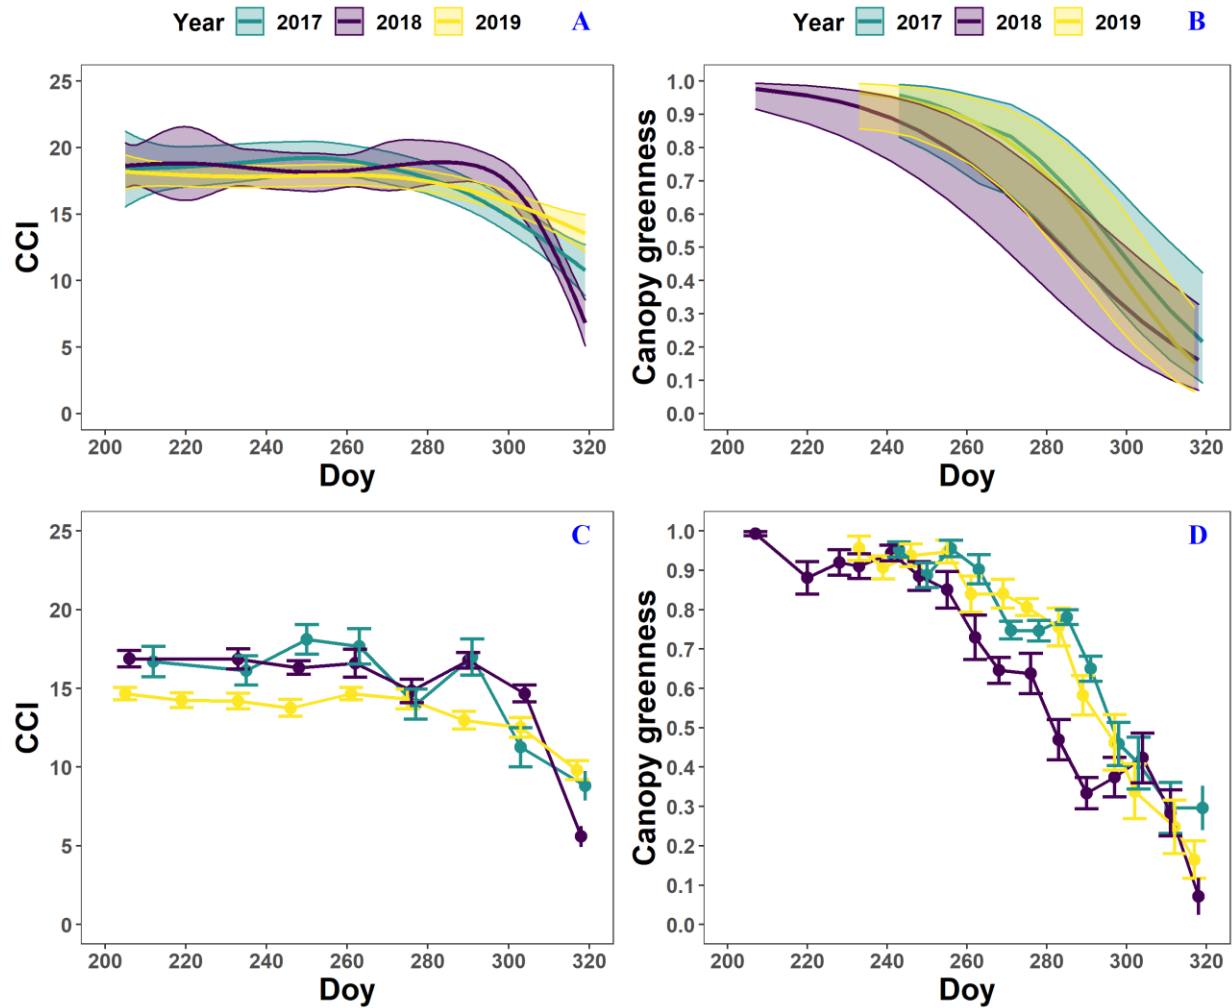 Year 2017 2018 2019 A
25
20
15
10
5
0
CCI
200 220 240 260 280 300 320
Doy
Year 2017 2018 2019 B
1.0
0.9
0.8
0.7
0.6
0.5
0.4
0.3
0.2
0.1
0.0
Canopy greenness
200 220 240 260 280 300 320
Doy
C
25
20
15
10
5
0
CCI
200 220 240 260 280 300 320
Doy
D
1.0
0.9
0.8
0.7
0.6
0.5
0.4
0.3
0.2
0.1
0.0
Canopy greenness
200 220 240 260 280 300 320
Doy